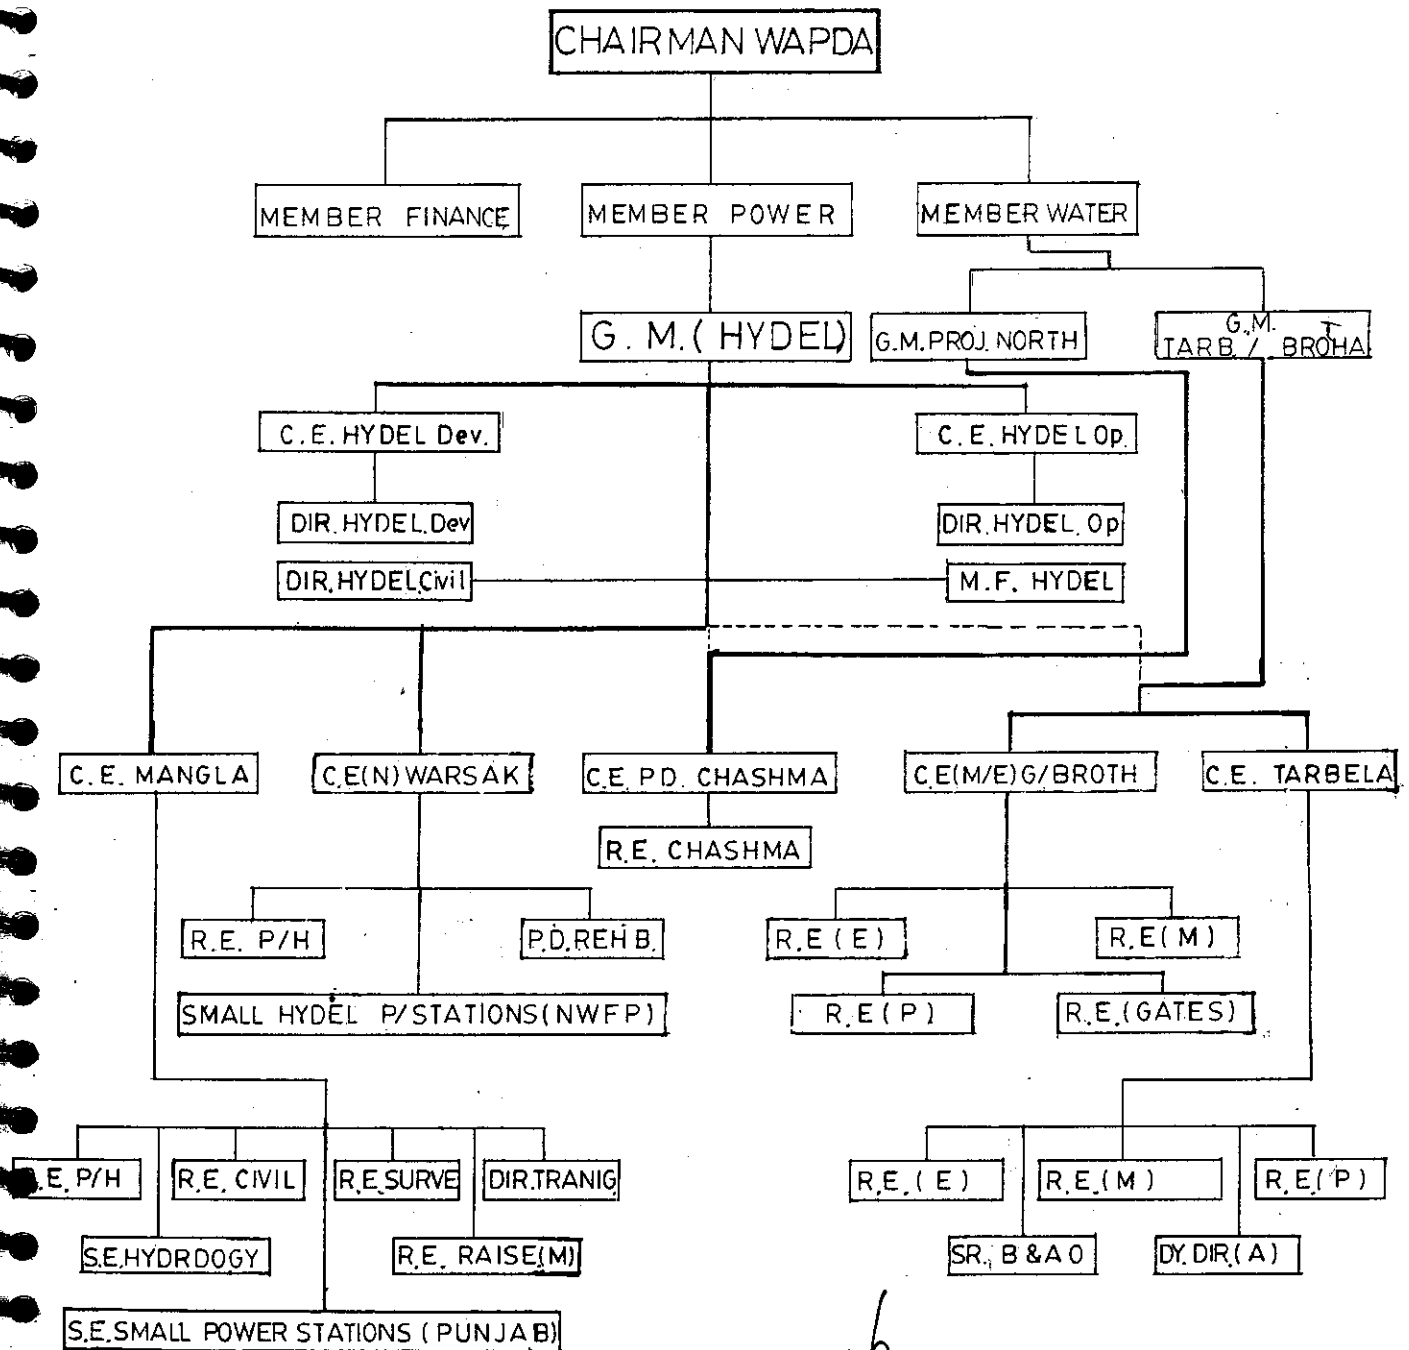 CHAIRMAN WAPDA
MEMBER FINANCE
MEMBER POWER
MEMBER WATER
G.M.(HYDEL)
G.M.PROJ.NORTH
G.M. T
TARB./ BROHA
C.E.HYDEL Dev.
C.E.HYDEL Op.
DIR.HYDEL.Dev
DIR.HYDEL.Op
DIR.HYDEL.Civil
M.F. HYDEL
C.E. MANGLA
C.E(N)WARSAK
C.E. P.D. CHASHMA
C.E(M/E)G/BROTH
C.E. TARBELA
R.E. CHASHMA
R.E. P/H
P.D.REHB.
R.E(E)
R.E(M)
SMALL HYDEL P/STATIONS(NWFP)
R.E(P)
R.E.(GATES)
.E. P/H
R.E. CIVIL
R.E.SURVE
DIR.TRANIG
R.E.(E)
R.E.(M)
R.E.(P)
S.E.HYDRDOGY
R.E. RAISE(M)
SR. B&AO
DY.DIR.(A)
S.E.SMALL POWER STATIONS (PUNJAB)
6